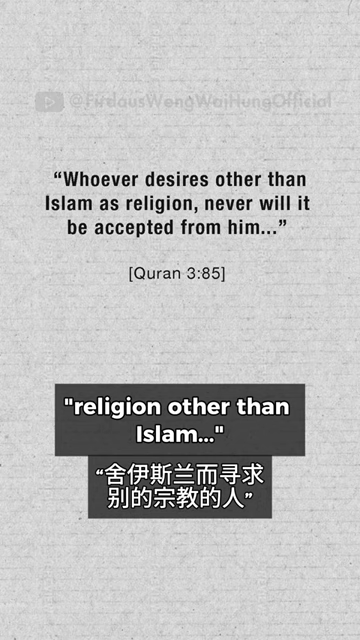 @FirdausWongWaiHungOfficial
“Whoever desires other than
Islam as religion, never will it
be accepted from him...”
[Quran 3:85]
"religion other than
Islam..."
“舍伊斯兰而寻求
别的宗教的人”